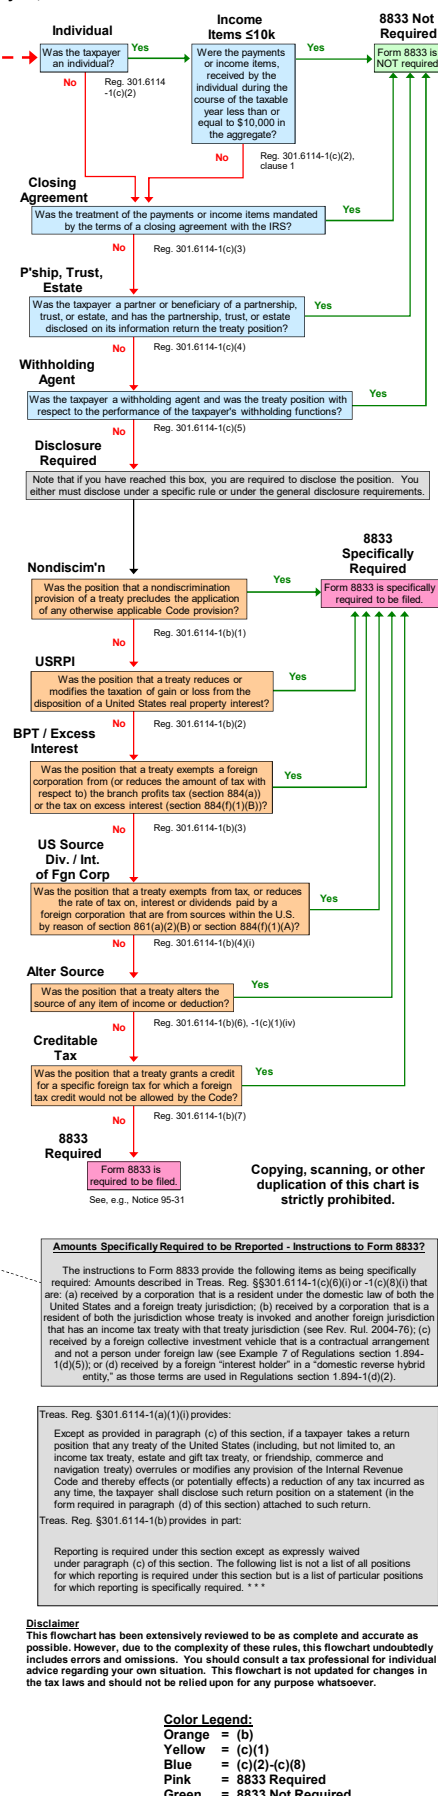 Individual
Income
Items ≤10k
8833 Not
Required
Was the taxpayer
an individual?
Yes
Were the payments
or income items,
received by the
individual during the
course of the taxable
year less than or
equal to $10,000 in
the aggregate?
Yes
Form 8833 is
NOT required
No
Reg. 301.6114
-1(c)(2)
No
Reg. 301.6114-1(c)(2),
clause 1
Closing
Agreement
Was the treatment of the payments or income items mandated
by the terms of a closing agreement with the IRS?
Yes
No
Reg. 301.6114-1(c)(3)
P'ship, Trust,
Estate
Was the taxpayer a partner or beneficiary of a partnership,
trust, or estate, and has the partnership, trust, or estate
disclosed on its information return the treaty position?
Yes
No
Reg. 301.6114-1(c)(4)
Withholding
Agent
Was the taxpayer a withholding agent and was the treaty position with
respect to the performance of the taxpayer's withholding functions?
Yes
No
Reg. 301.6114-1(c)(5)
Disclosure
Required
Note that if you have reached this box, you are required to disclose the position. You
either must disclose under a specific rule or under the general disclosure requirements.
8833
Specifically
Required
Nondiscim'n
Was the position that a nondiscrimination
provision of a treaty precludes the application
of any otherwise applicable Code provision?
Yes
Form 8833 is specifically
required to be filed.
No
Reg. 301.6114-1(b)(1)
USRPI
Was the position that a treaty reduces or
modifies the taxation of gain or loss from the
disposition of a United States real property interest?
Yes
No
Reg. 301.6114-1(b)(2)
BPT / Excess
Interest
Was the position that a treaty exempts a foreign
corporation from (or reduces the amount of tax with
respect to) the branch profits tax (section 884(a))
or the tax on excess interest (section 884(f)(1)(B))?
Yes
No
Reg. 301.6114-1(b)(3)
US Source
Div. / Int.
of Fgn Corp
Was the position that a treaty exempts from tax, or reduces
the rate of tax on, interest or dividends paid by a
foreign corporation that are from sources within the U.S.
by reason of section 861(a)(2)(B) or section 884(f)(1)(A)?
Yes
No
Reg. 301.6114-1(b)(4)(i)
Alter Source
Was the position that a treaty alters the
source of any item of income or deduction?
Yes
No
Reg. 301.6114-1(b)(6), -1(c)(1)(iv)
Creditable
Tax
Was the position that a treaty grants a credit
for a specific foreign tax for which a foreign
tax credit would not be allowed by the Code?
Yes
No
Reg. 301.6114-1(b)(7)
8833
Required
Form 8833 is
required to be filed.
See, e.g., Notice 95-31
Copying, scanning, or other
duplication of this chart is
strictly prohibited.
Amounts Specifically Required to be Rreported - Instructions to Form 8833?
The instructions to Form 8833 provide the following items as being specifically
required: Amounts described in Treas. Reg. §§301.6114-1(c)(6)(i) or -1(c)(8)(i) that
are: (a) received by a corporation that is a resident under the domestic law of both the
United States and a foreign treaty jurisdiction; (b) received by a corporation that is a
resident of both the jurisdiction whose treaty is invoked and another foreign jurisdiction
that has an income tax treaty with that treaty jurisdiction (see Rev. Rul. 2004-76); (c)
received by a foreign collective investment vehicle that is a contractual arrangement
and not a person under foreign law (see Example 7 of Regulations section 1.894-
1(d)(5)); or (d) received by a foreign "interest holder" in a "domestic reverse hybrid
entity," as those terms are used in Regulations section 1.894-1(d)(2).
Treas. Reg. §301.6114-1(a)(1)(i) provides:
Except as provided in paragraph (c) of this section, if a taxpayer takes a return
position that any treaty of the United States (including, but not limited to, an
income tax treaty, estate and gift tax treaty, or friendship, commerce and
navigation treaty) overrules or modifies any provision of the Internal Revenue
Code and thereby effects (or potentially effects) a reduction of any tax incurred as
any time, the taxpayer shall disclose such return position on a statement (in the
form required in paragraph (d) of this section) attached to such return.
Treas. Reg. §301.6114-1(b) provides in part:
Reporting is required under this section except as expressly waived
under paragraph (c) of this section. The following list is not a list of all positions
for which reporting is required under this section but is a list of particular positions
for which reporting is specifically required. * * *
Disclaimer
This flowchart has been extensively reviewed to be as complete and accurate as
possible. However, due to the complexity of these rules, this flowchart undoubtedly
includes errors and omissions. You should consult a tax professional for individual
advice regarding your own situation. This flowchart is not updated for changes in
the tax laws and should not be relied upon for any purpose whatsoever.
Color Legend:
Orange = (b)
Yellow = (c)(1)
Blue = (c)(2)-(c)(8)
Pink = 8833 Required
Green = 8833 Not Required